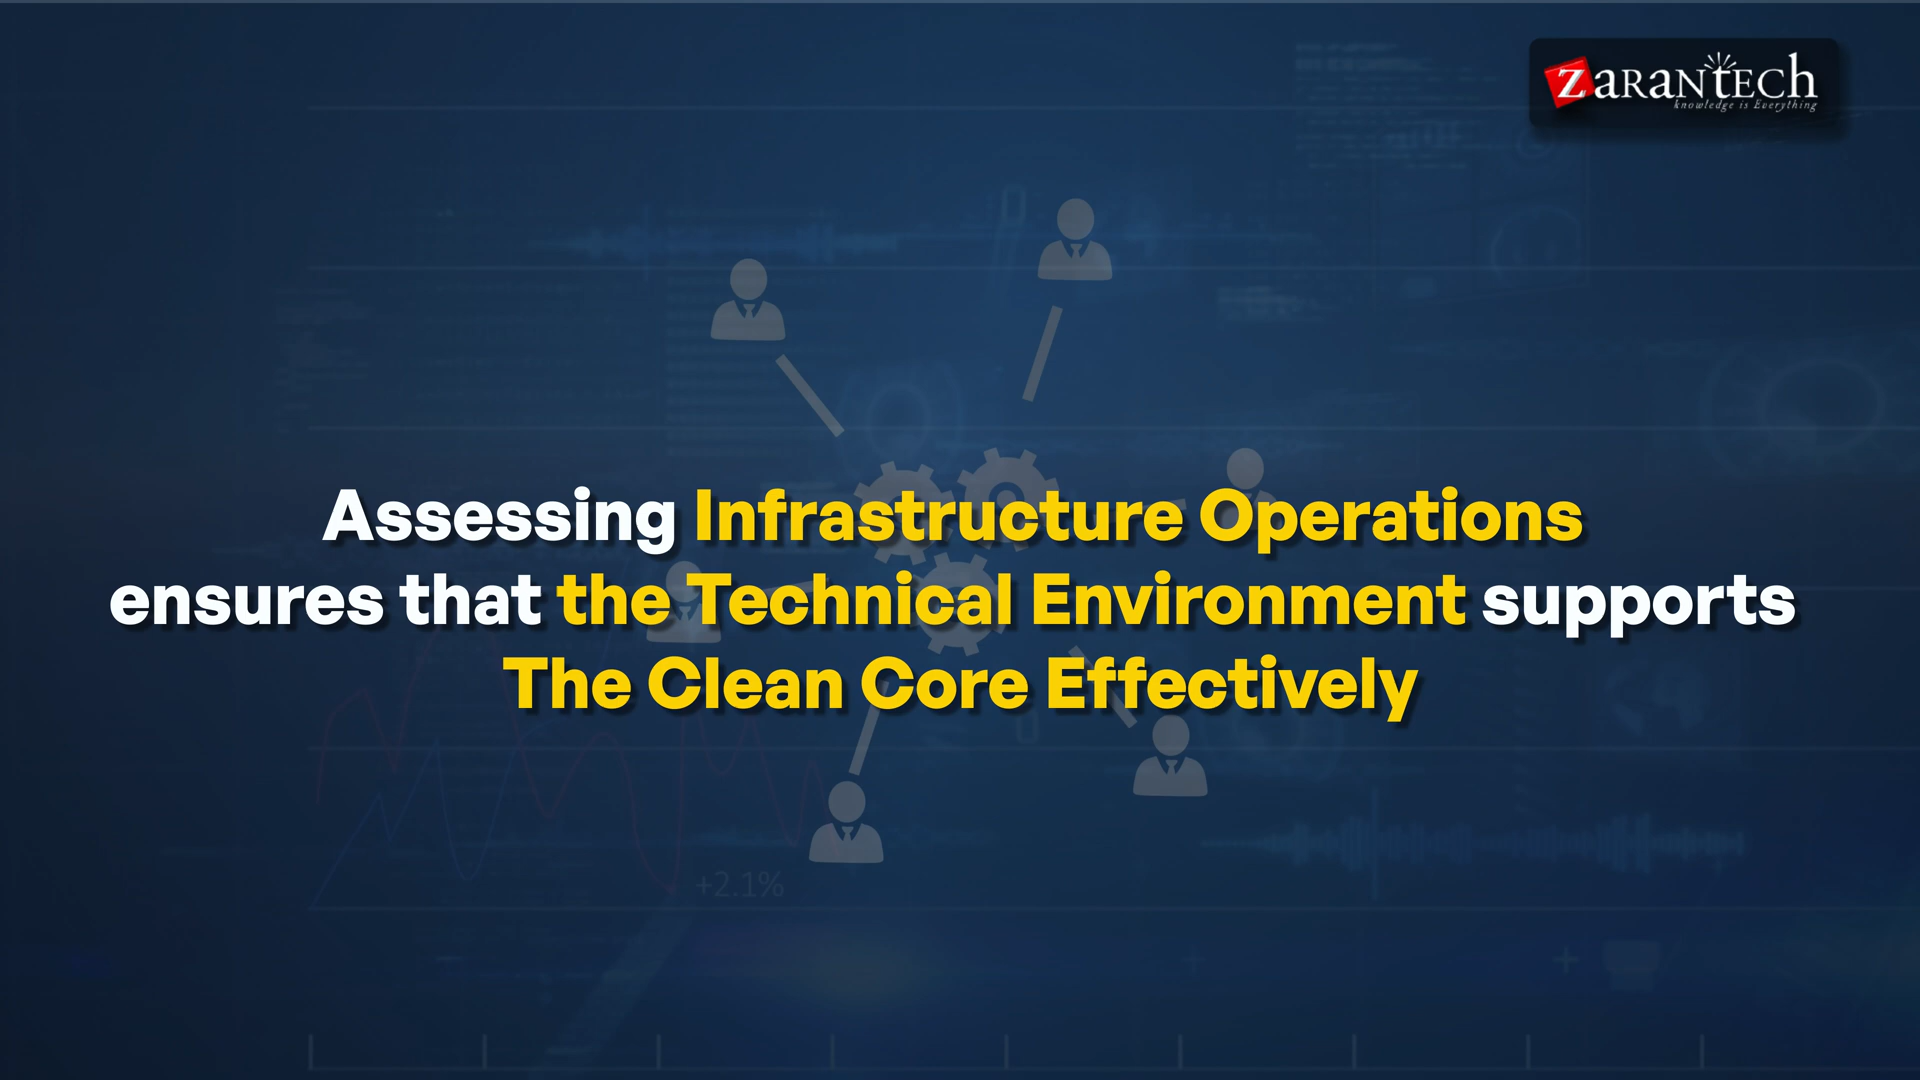 ZARANTECH
knowledge is Everything
Assessing Infrastructure Operations
ensures that the Technical Environment supports
The Clean Core Effectively
+2.1%